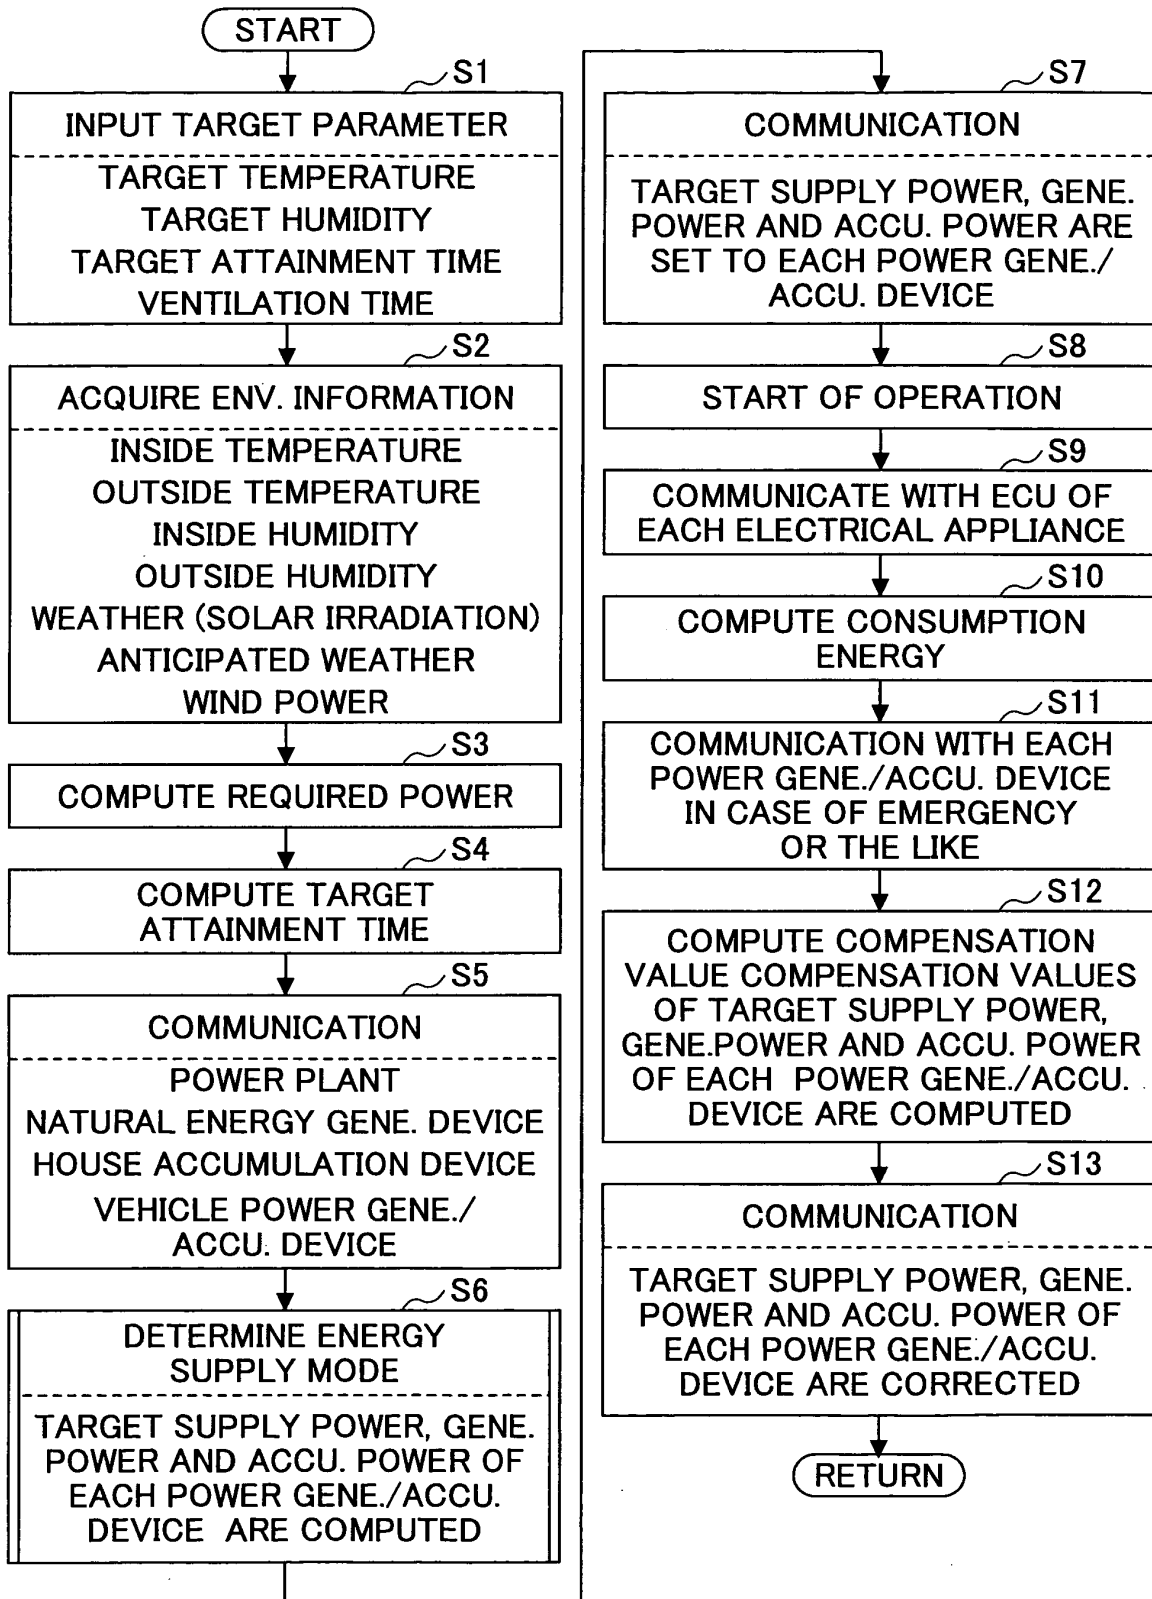 START
S1
INPUT TARGET PARAMETER
TARGET TEMPERATURE
TARGET HUMIDITY
TARGET ATTAINMENT TIME
VENTILATION TIME
S2
ACQUIRE ENV. INFORMATION
INSIDE TEMPERATURE
OUTSIDE TEMPERATURE
INSIDE HUMIDITY
OUTSIDE HUMIDITY
WEATHER (SOLAR IRRADIATION)
ANTICIPATED WEATHER
WIND POWER
S3
COMPUTE REQUIRED POWER
S4
COMPUTE TARGET
ATTAINMENT TIME
S5
COMMUNICATION
POWER PLANT
NATURAL ENERGY GENE. DEVICE
HOUSE ACCUMULATION DEVICE
VEHICLE POWER GENE./
ACCU. DEVICE
S6
DETERMINE ENERGY
SUPPLY MODE
TARGET SUPPLY POWER, GENE.
POWER AND ACCU. POWER OF
EACH POWER GENE./ACCU.
DEVICE ARE COMPUTED
S7
COMMUNICATION
TARGET SUPPLY POWER, GENE.
POWER AND ACCU. POWER ARE
SET TO EACH POWER GENE./
ACCU. DEVICE
S8
START OF OPERATION
S9
COMMUNICATE WITH ECU OF
EACH ELECTRICAL APPLIANCE
S10
COMPUTE CONSUMPTION
ENERGY
S11
COMMUNICATION WITH EACH
POWER GENE./ACCU. DEVICE
IN CASE OF EMERGENCY
OR THE LIKE
S12
COMPUTE COMPENSATION
VALUE COMPENSATION VALUES
OF TARGET SUPPLY POWER,
GENE.POWER AND ACCU. POWER
OF EACH POWER GENE./ACCU.
DEVICE ARE COMPUTED
S13
COMMUNICATION
TARGET SUPPLY POWER, GENE.
POWER AND ACCU. POWER OF
EACH POWER GENE./ACCU.
DEVICE ARE CORRECTED
RETURN